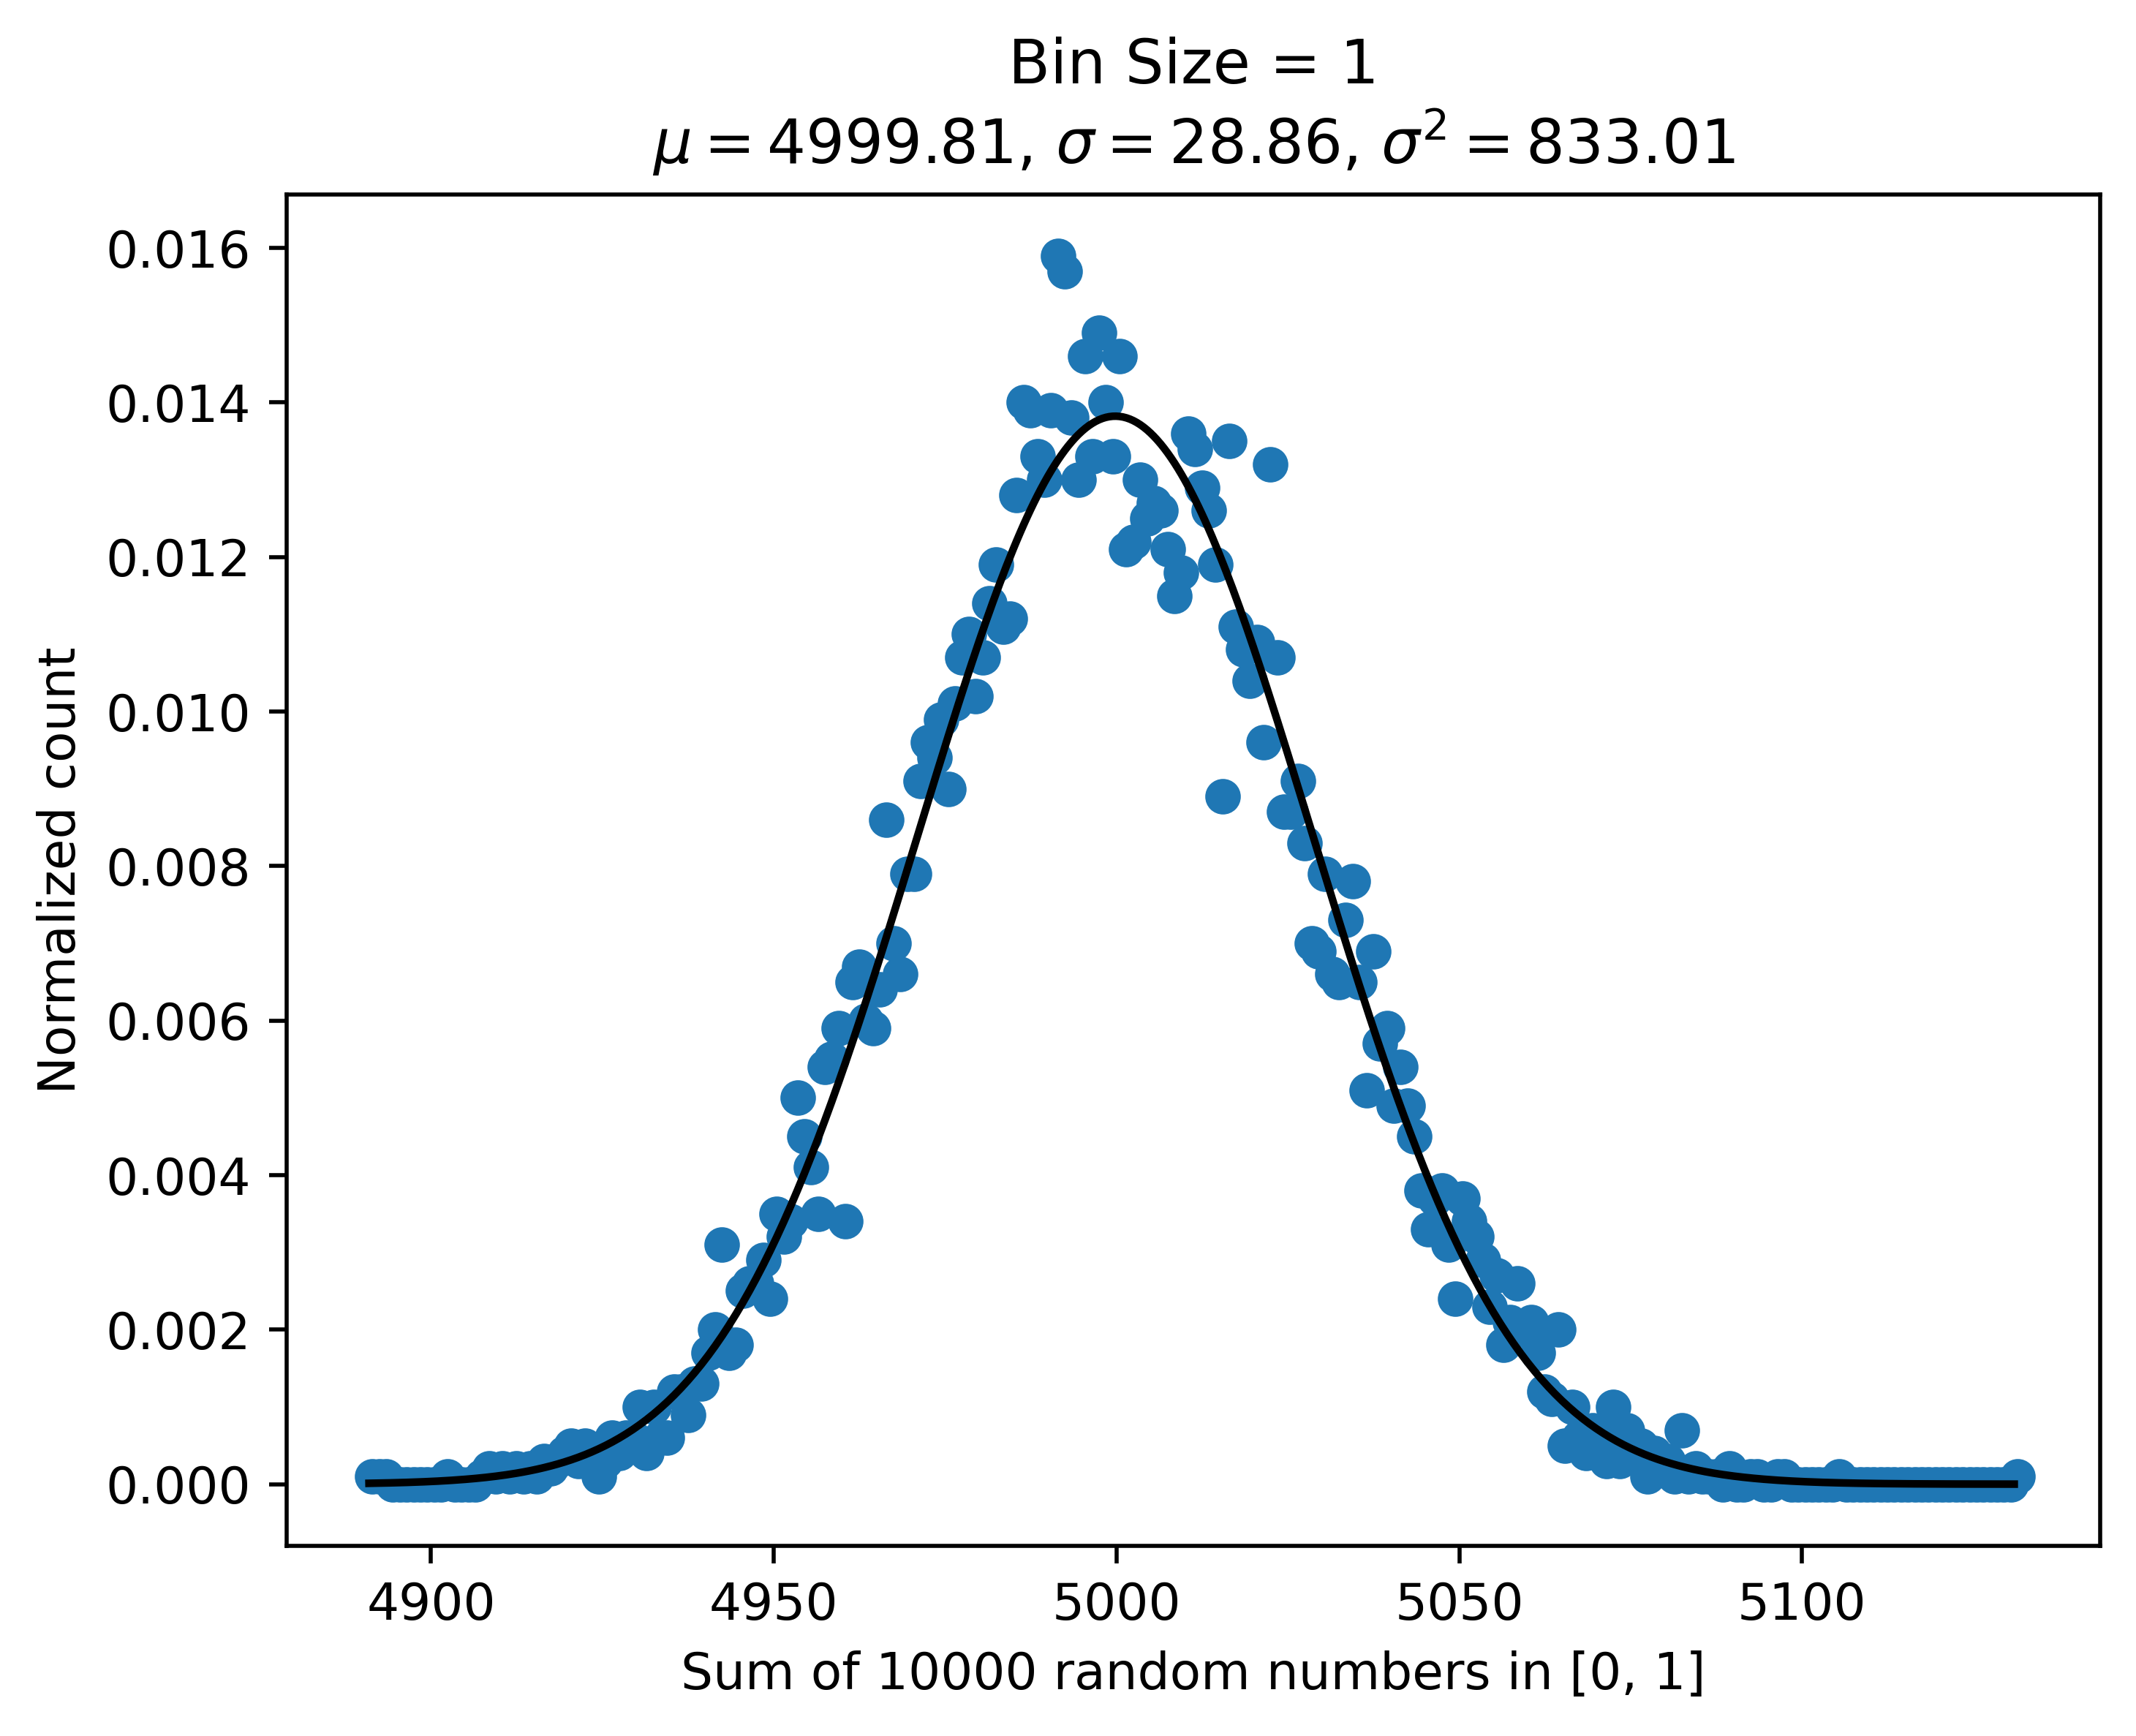 Bin Size = 1
μ = 4999.81, σ = 28.86, σ² = 833.01
0.016
0.014
0.012
0.010
0.008
0.006
0.004
0.002
0.000
Normalized count
4900 4950 5000 5050 5100
Sum of 10000 random numbers in [0, 1]